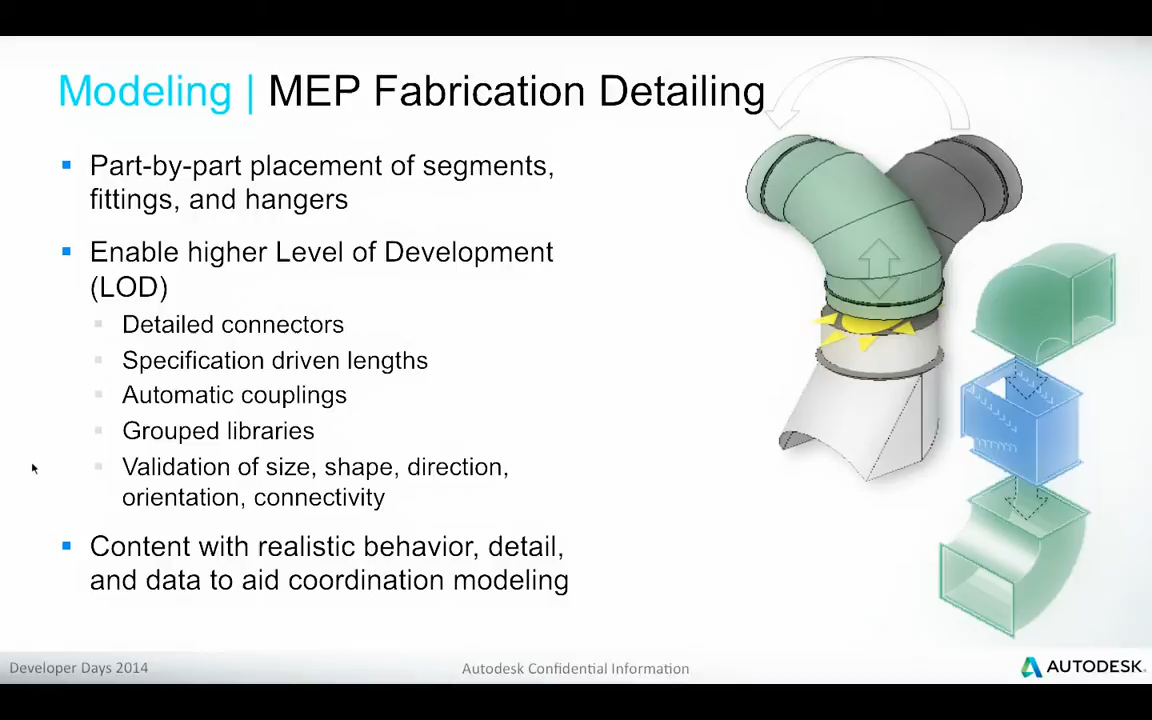 Modeling | MEP Fabrication Detailing
Part-by-part placement of segments,
fittings, and hangers
Enable higher Level of Development
(LOD)
Detailed connectors
Specification driven lengths
Automatic couplings
Grouped libraries
Validation of size, shape, direction,
orientation, connectivity
Content with realistic behavior, detail,
and data to aid coordination modeling
Developer Days 2014
Autodesk Confidential Information
AUTODESK.